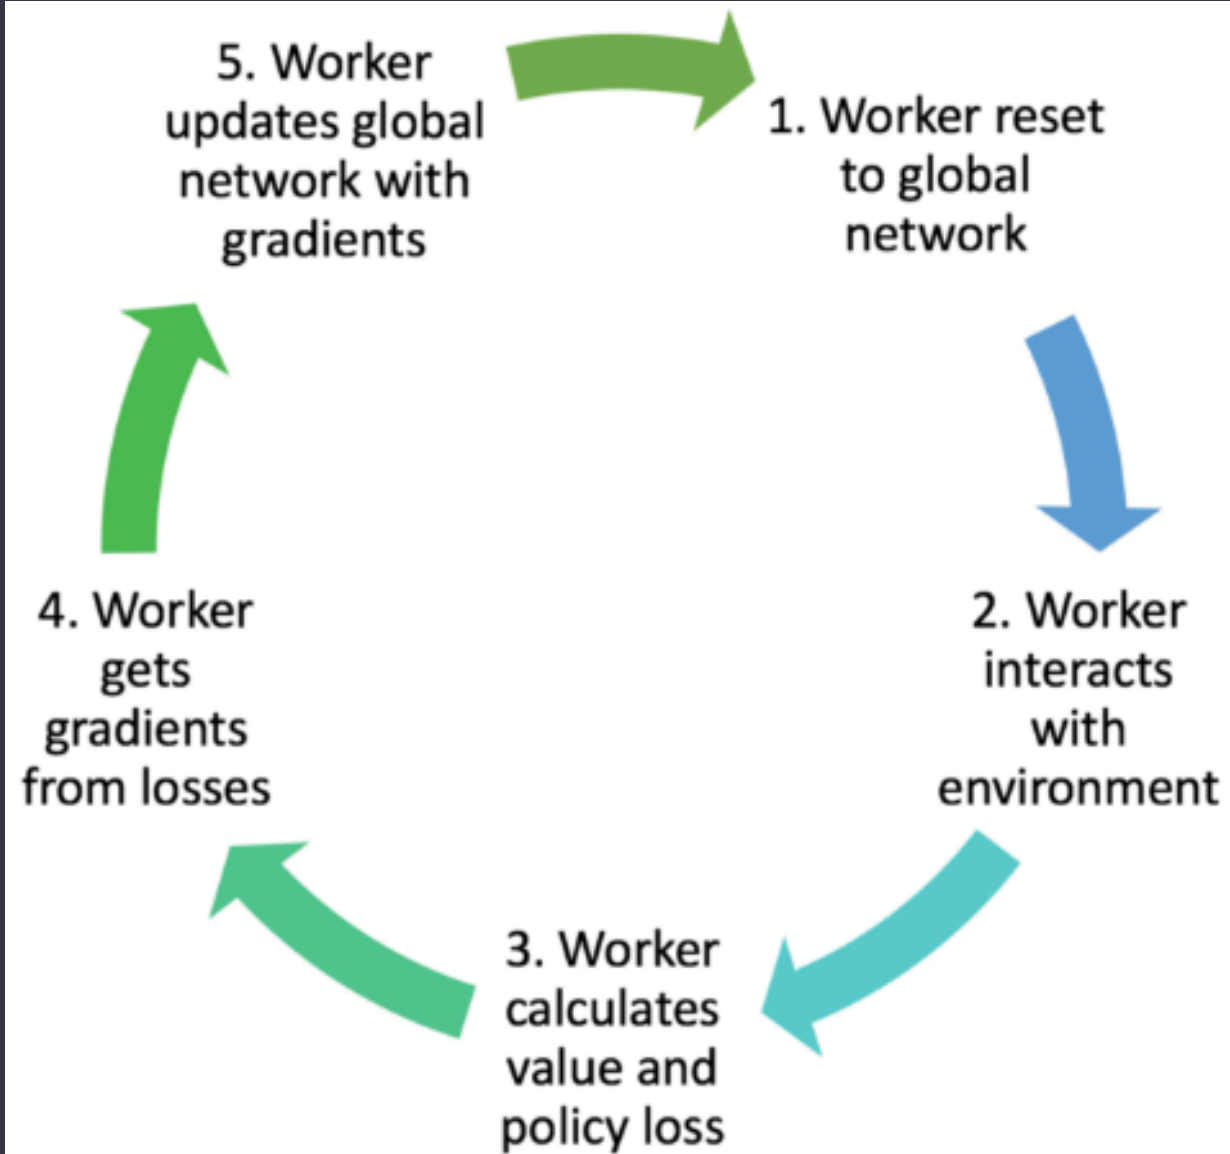 1. Worker reset
to global
network
2. Worker
interacts
with
environment
3. Worker
calculates
value and
policy loss
4. Worker
gets
gradients
from losses
5. Worker
updates global
network with
gradients